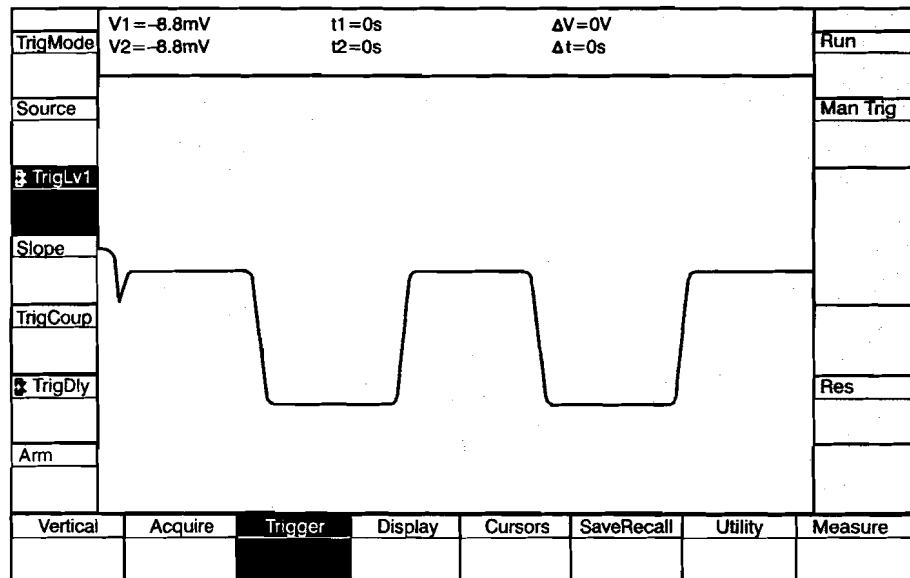 V1=-8.8mV t1=0s ΔV=0V
V2=-8.8mV t2=0s Δt=0s
TrigMode
Source
TrigLv1
Slope
TrigCoup
TrigDly
Arm
Run
Man Trig
Res
Vertical Acquire Trigger Display Cursors SaveRecall Utility Measure